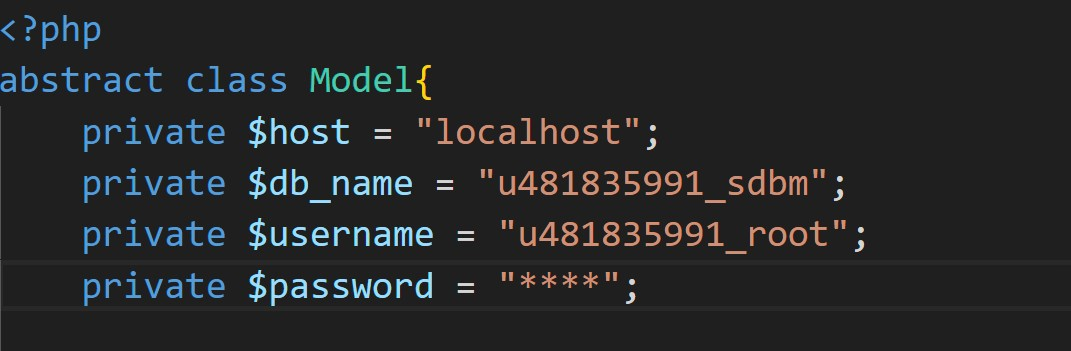 <?php
abstract class Model{
    private $host = "localhost";
    private $db_name = "u481835991_sdbm";
    private $username = "u481835991_root";
    private $password = "****";